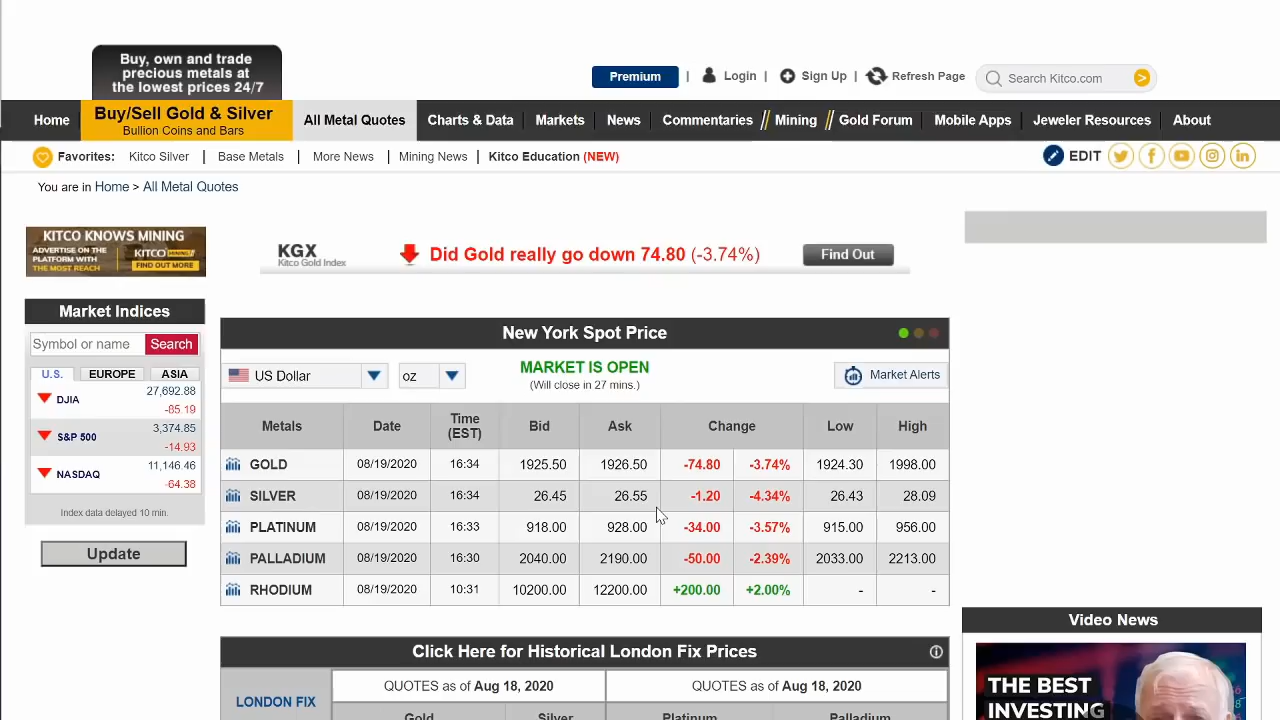 Buy, own and trade
precious metals at
the lowest prices 24/7
Premium | Login | Sign Up | Refresh Page Search Kitco.com >
Home Buy/Sell Gold & Silver All Metal Quotes Charts & Data Markets News Commentaries // Mining // Gold Forum Mobile Apps Jeweler Resources About
Bullion Coins and Bars
Favorites: Kitco Silver | Base Metals | More News | Mining News | Kitco Education (NEW) EDIT
You are in Home > All Metal Quotes
KITCO KNOWS MINING
ADVERTISE ON THE
PLATFORM WITH
THE MOST REACH
KITCO MINING
FIND OUT MORE
KGX
Kitco Gold Index
Did Gold really go down 74.80 (-3.74%)
Find Out
Market Indices
Symbol or name Search
U.S. EUROPE ASIA
DJIA 27,692.88
-85.19
S&P 500 3,374.85
-14.93
NASDAQ 11,146.46
-64.38
Index data delayed 10 min.
Update
New York Spot Price
US Dollar oz MARKET IS OPEN Market Alerts
(Will close in 27 mins.)
Metals Date Time (EST) Bid Ask Change Low High
GOLD 08/19/2020 16:34 1925.50 1926.50 -74.80 -3.74% 1924.30 1998.00
SILVER 08/19/2020 16:34 26.45 26.55 -1.20 -4.34% 26.43 28.09
PLATINUM 08/19/2020 16:33 918.00 928.00 -34.00 -3.57% 915.00 956.00
PALLADIUM 08/19/2020 16:30 2040.00 2190.00 -50.00 -2.39% 2033.00 2213.00
RHODIUM 08/19/2020 10:31 10200.00 12200.00 +200.00 +2.00% - -
Click Here for Historical London Fix Prices
LONDON FIX QUOTES as of Aug 18, 2020 QUOTES as of Aug 18, 2020
Gold Silver Platinum Palladium
Video News
THE BEST
INVESTING